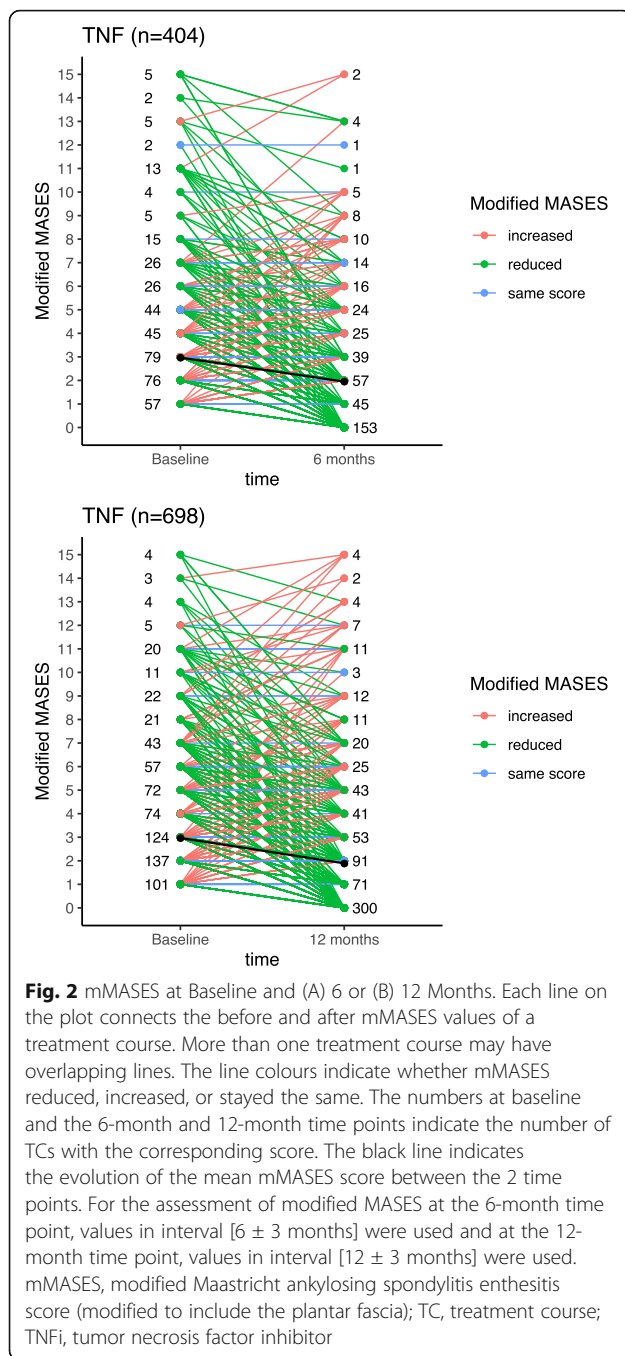 TNF (n=404)
15 5 2
14 2
13 5 4
12 2 1
11 13 1
10 4 5
9 5 8
8 15 10
7 26 14
6 26 16
5 44 24
4 45 25
3 79 39
2 76 57
1 57 45
0 153
Modified MASES
Baseline 6 months
time
Modified MASES
increased
reduced
same score
TNF (n=698)
15 4 4
14 3 2
13 4 4
12 5 7
11 20 11
10 11 3
9 22 12
8 21 11
7 43 20
6 57 25
5 72 43
4 74 41
3 124 53
2 137 91
1 101 71
0 300
Modified MASES
Baseline 12 months
time
Modified MASES
increased
reduced
same score
Fig. 2 mMASES at Baseline and (A) 6 or (B) 12 Months. Each line on
the plot connects the before and after mMASES values of a
treatment course. More than one treatment course may have
overlapping lines. The line colours indicate whether mMASES
reduced, increased, or stayed the same. The numbers at baseline
and the 6-month and 12-month time points indicate the number of
TCs with the corresponding score. The black line indicates
the evolution of the mean mMASES score between the 2 time
points. For the assessment of modified MASES at the 6-month time
point, values in interval [6 ± 3 months] were used and at the 12-
month time point, values in interval [12 ± 3 months] were used.
mMASES, modified Maastricht ankylosing spondylitis enthesitis
score (modified to include the plantar fascia); TC, treatment course;
TNFi, tumor necrosis factor inhibitor